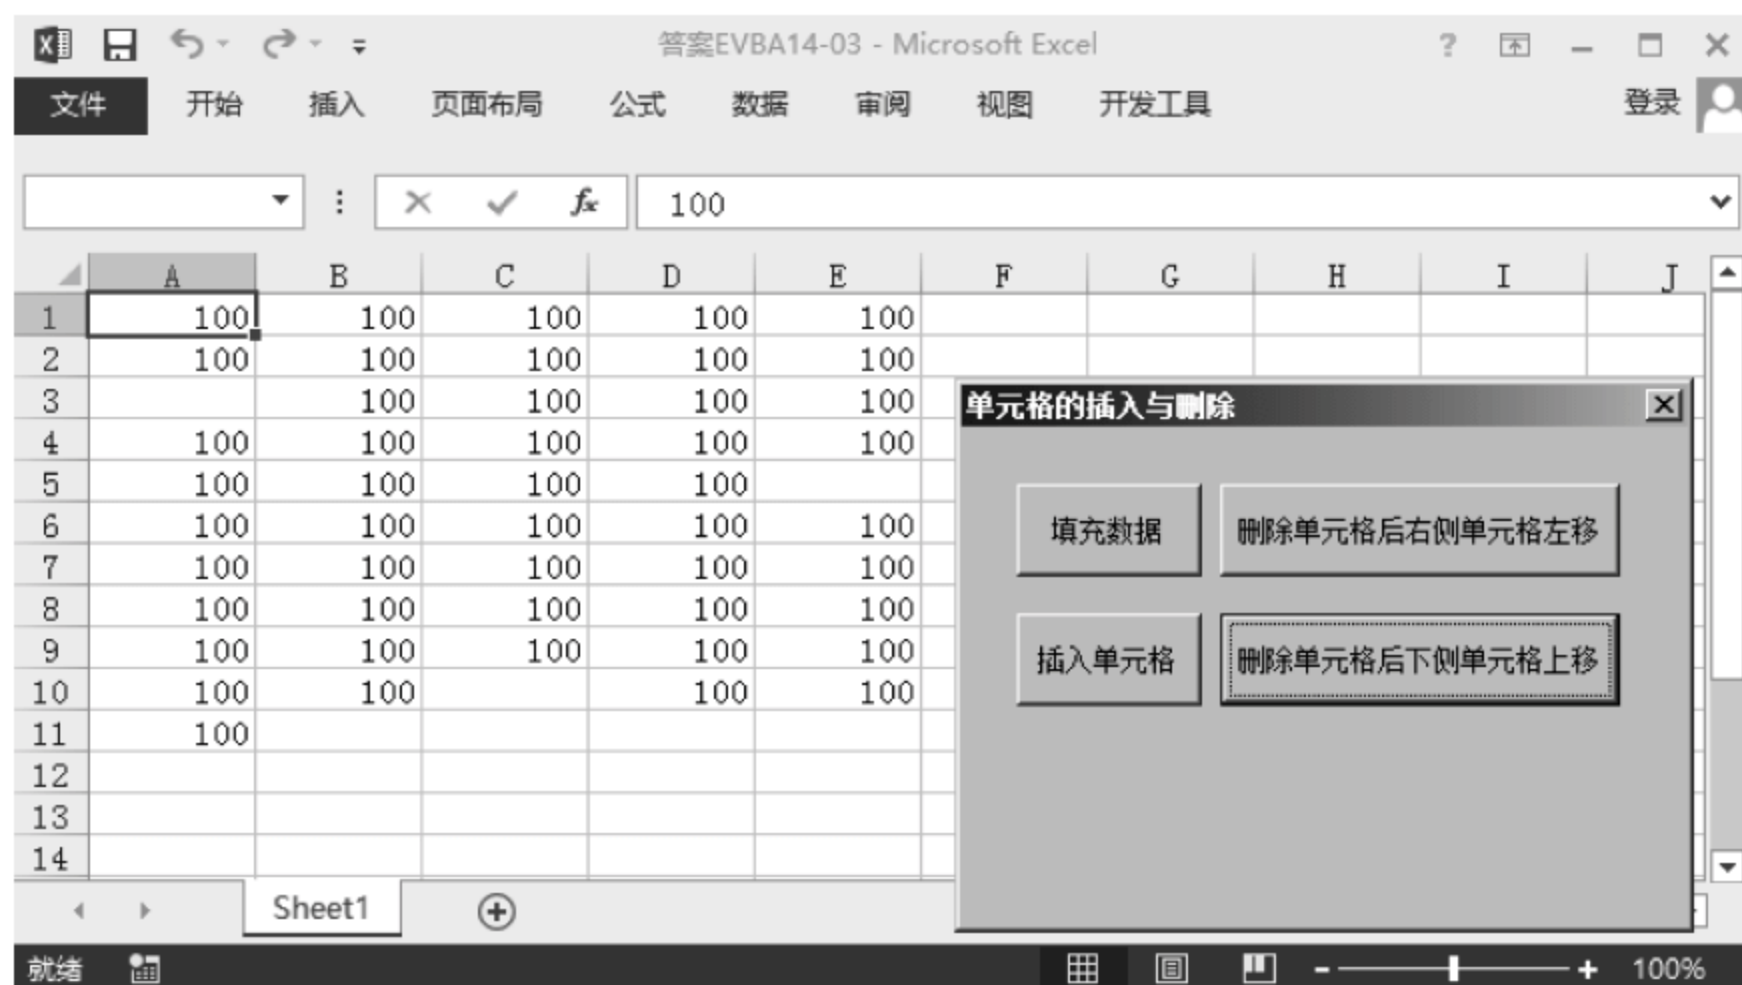 答案EVBA14-03 - Microsoft Excel
文件 开始 插入 页面布局 公式 数据 审阅 视图 开发工具 登录
fx 100
A B C D E F G H I J
1 100 100 100 100 100
2 100 100 100 100 100
3 100 100 100 100
4 100 100 100 100 100
5 100 100 100 100
6 100 100 100 100 100
7 100 100 100 100 100
8 100 100 100 100 100
9 100 100 100 100 100
10 100 100 100 100
11 100
12
13
14
单元格的插入与删除
填充数据 删除单元格后右侧单元格左移
插入单元格 删除单元格后下侧单元格上移
Sheet1
就绪 100%